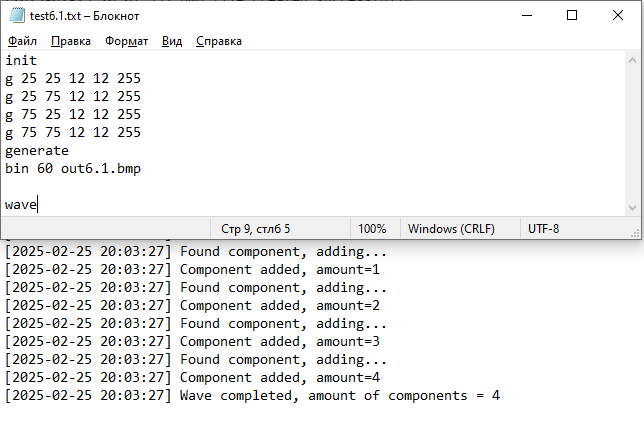 test6.1.txt – Блокнот
Файл Правка Формат Вид Справка
init
g 25 25 12 12 255
g 25 75 12 12 255
g 75 25 12 12 255
g 75 75 12 12 255
generate
bin 60 out6.1.bmp
wave
Стр 9, стлб 5 100% Windows (CRLF) UTF-8
[2025-02-25 20:03:27] Found component, adding...
[2025-02-25 20:03:27] Component added, amount=1
[2025-02-25 20:03:27] Found component, adding...
[2025-02-25 20:03:27] Component added, amount=2
[2025-02-25 20:03:27] Found component, adding...
[2025-02-25 20:03:27] Component added, amount=3
[2025-02-25 20:03:27] Found component, adding...
[2025-02-25 20:03:27] Component added, amount=4
[2025-02-25 20:03:27] Wave completed, amount of components = 4